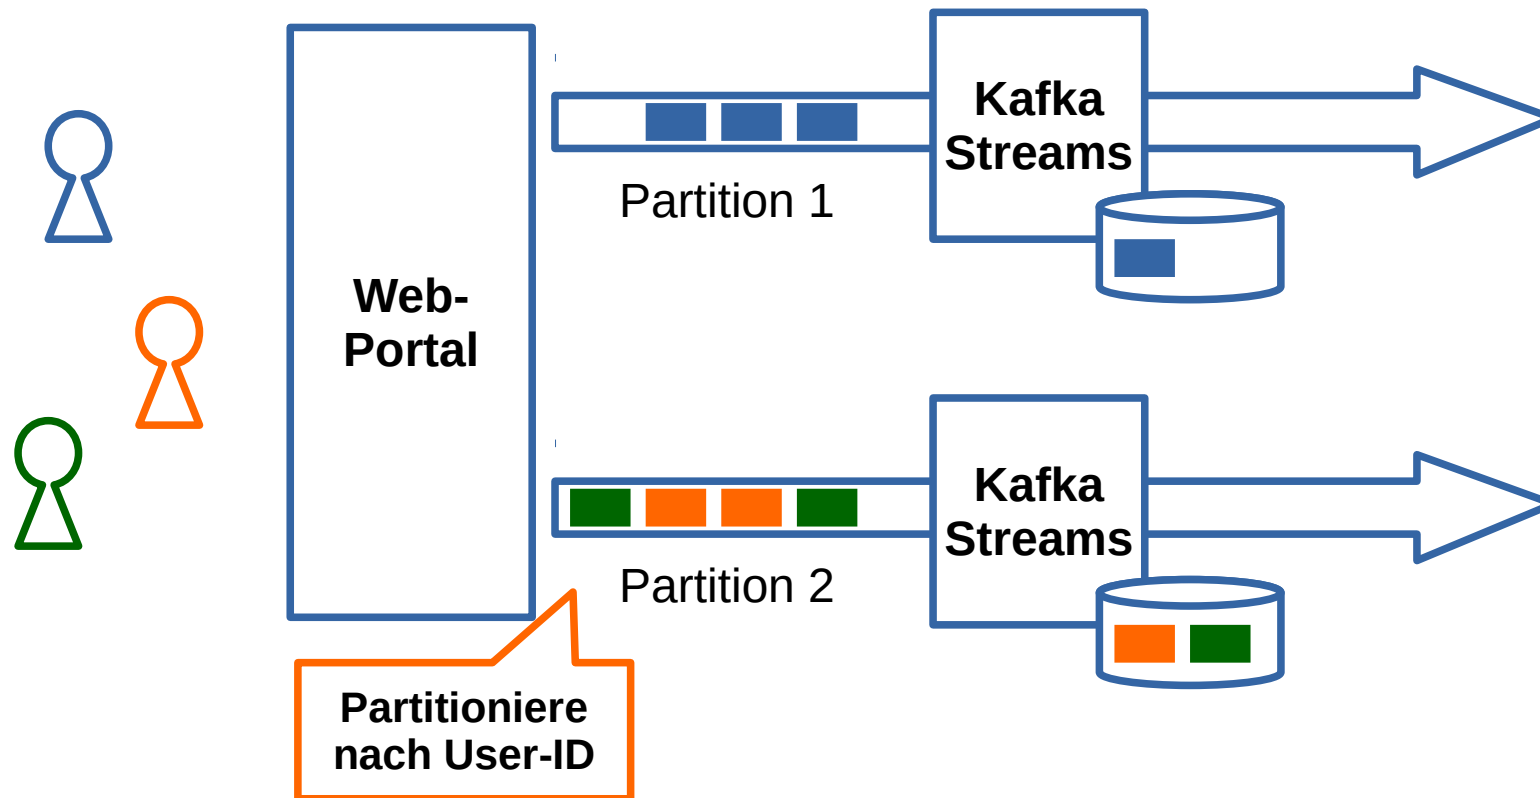 Web-
Portal
Kafka
Streams
Partition 1
Kafka
Streams
Partition 2
Partitioniere
nach User-ID